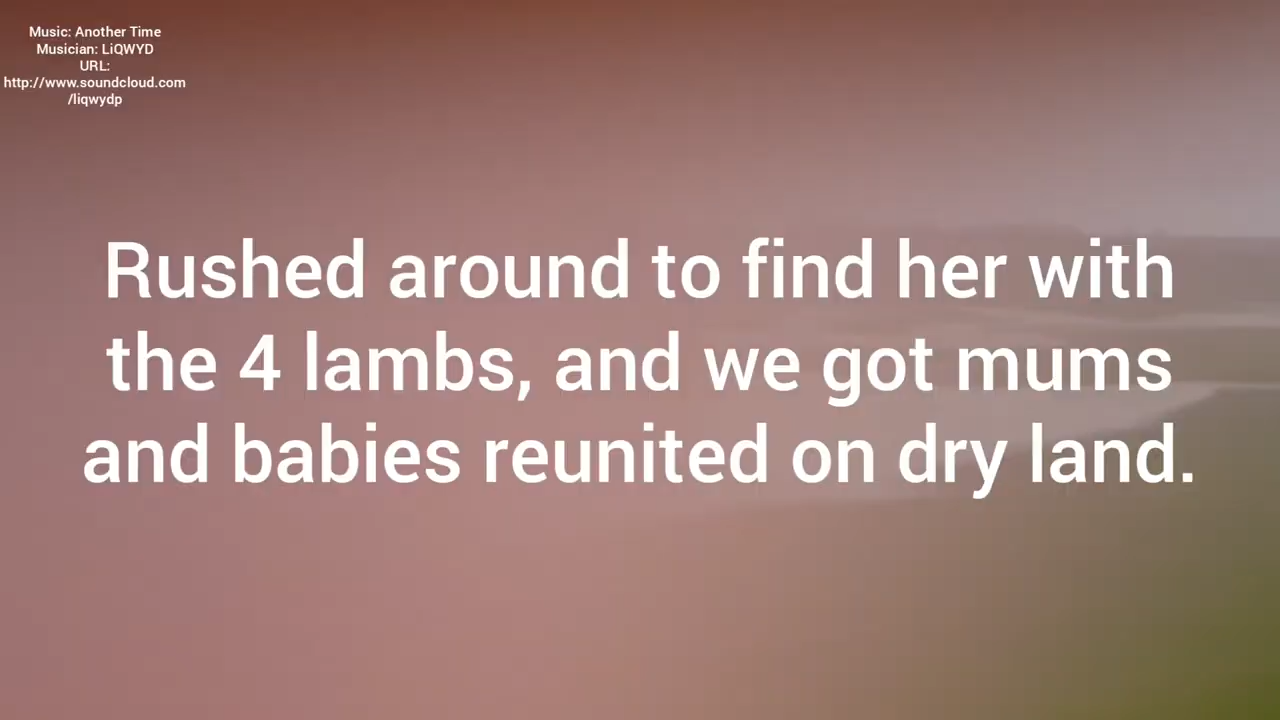 Music: Another Time
Musician: LiQWYD
URL:
http://www.soundcloud.com
/liqwydp
Rushed around to find her with
the 4 lambs, and we got mums
and babies reunited on dry land.